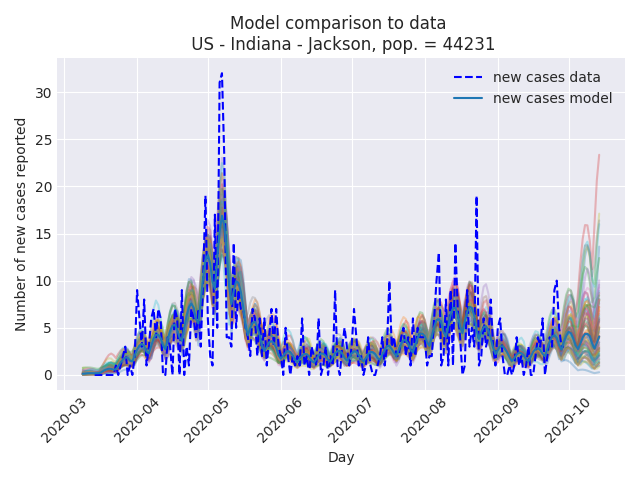 Model comparison to data
US - Indiana - Jackson, pop. = 44231
new cases data
new cases model
Number of new cases reported
30
25
20
15
10
5
0
2020-03
2020-04
2020-05
2020-06
2020-07
2020-08
2020-09
2020-10
Day